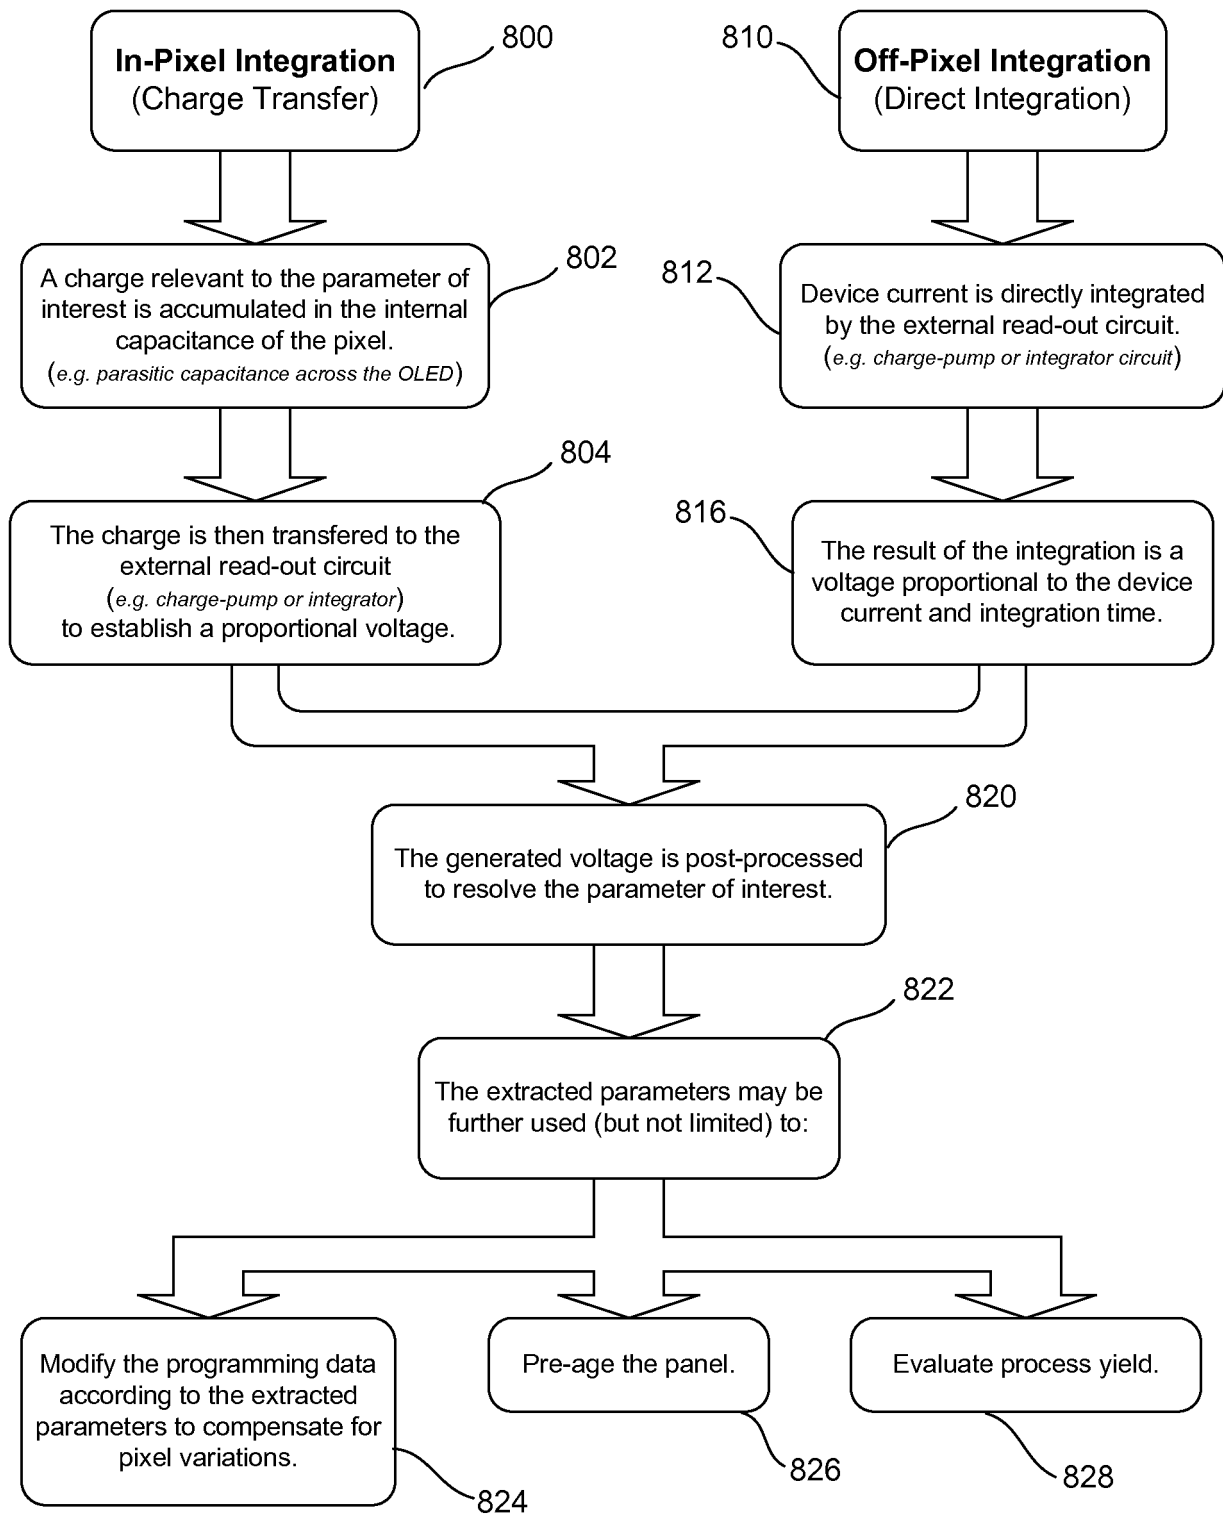 In-Pixel Integration
(Charge Transfer)
800
810
Off-Pixel Integration
(Direct Integration)
A charge relevant to the parameter of
interest is accumulated in the internal
capacitance of the pixel.
(e.g. parasitic capacitance across the OLED)
802
812
Device current is directly integrated
by the external read-out circuit.
(e.g. charge-pump or integrator circuit)
The charge is then transfered to the
external read-out circuit
(e.g. charge-pump or integrator)
to establish a proportional voltage.
804
816
The result of the integration is a
voltage proportional to the device
current and integration time.
The generated voltage is post-processed
to resolve the parameter of interest.
820
The extracted parameters may be
further used (but not limited) to:
822
Modify the programming data
according to the extracted
parameters to compensate for
pixel variations.
824
Pre-age the panel.
826
Evaluate process yield.
828